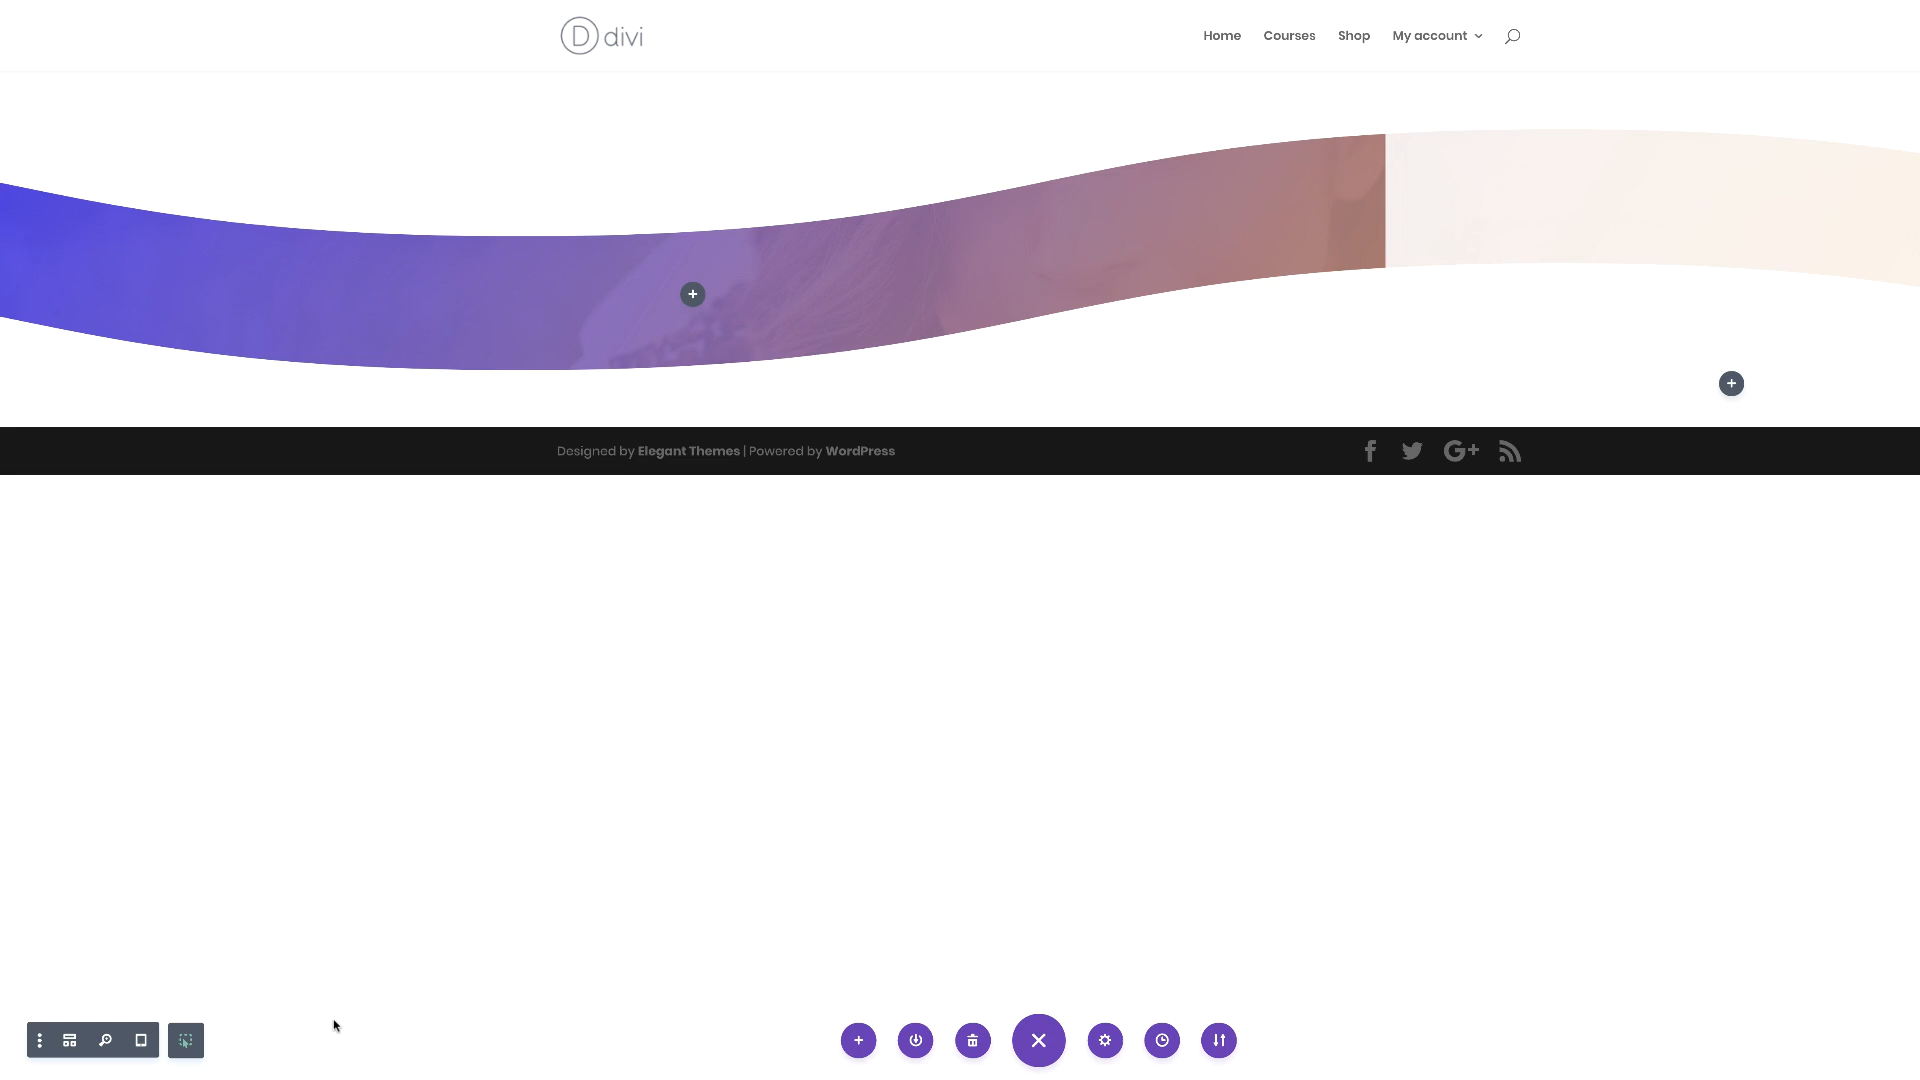 D divi
Home Courses Shop My account
Designed by Elegant Themes | Powered by WordPress